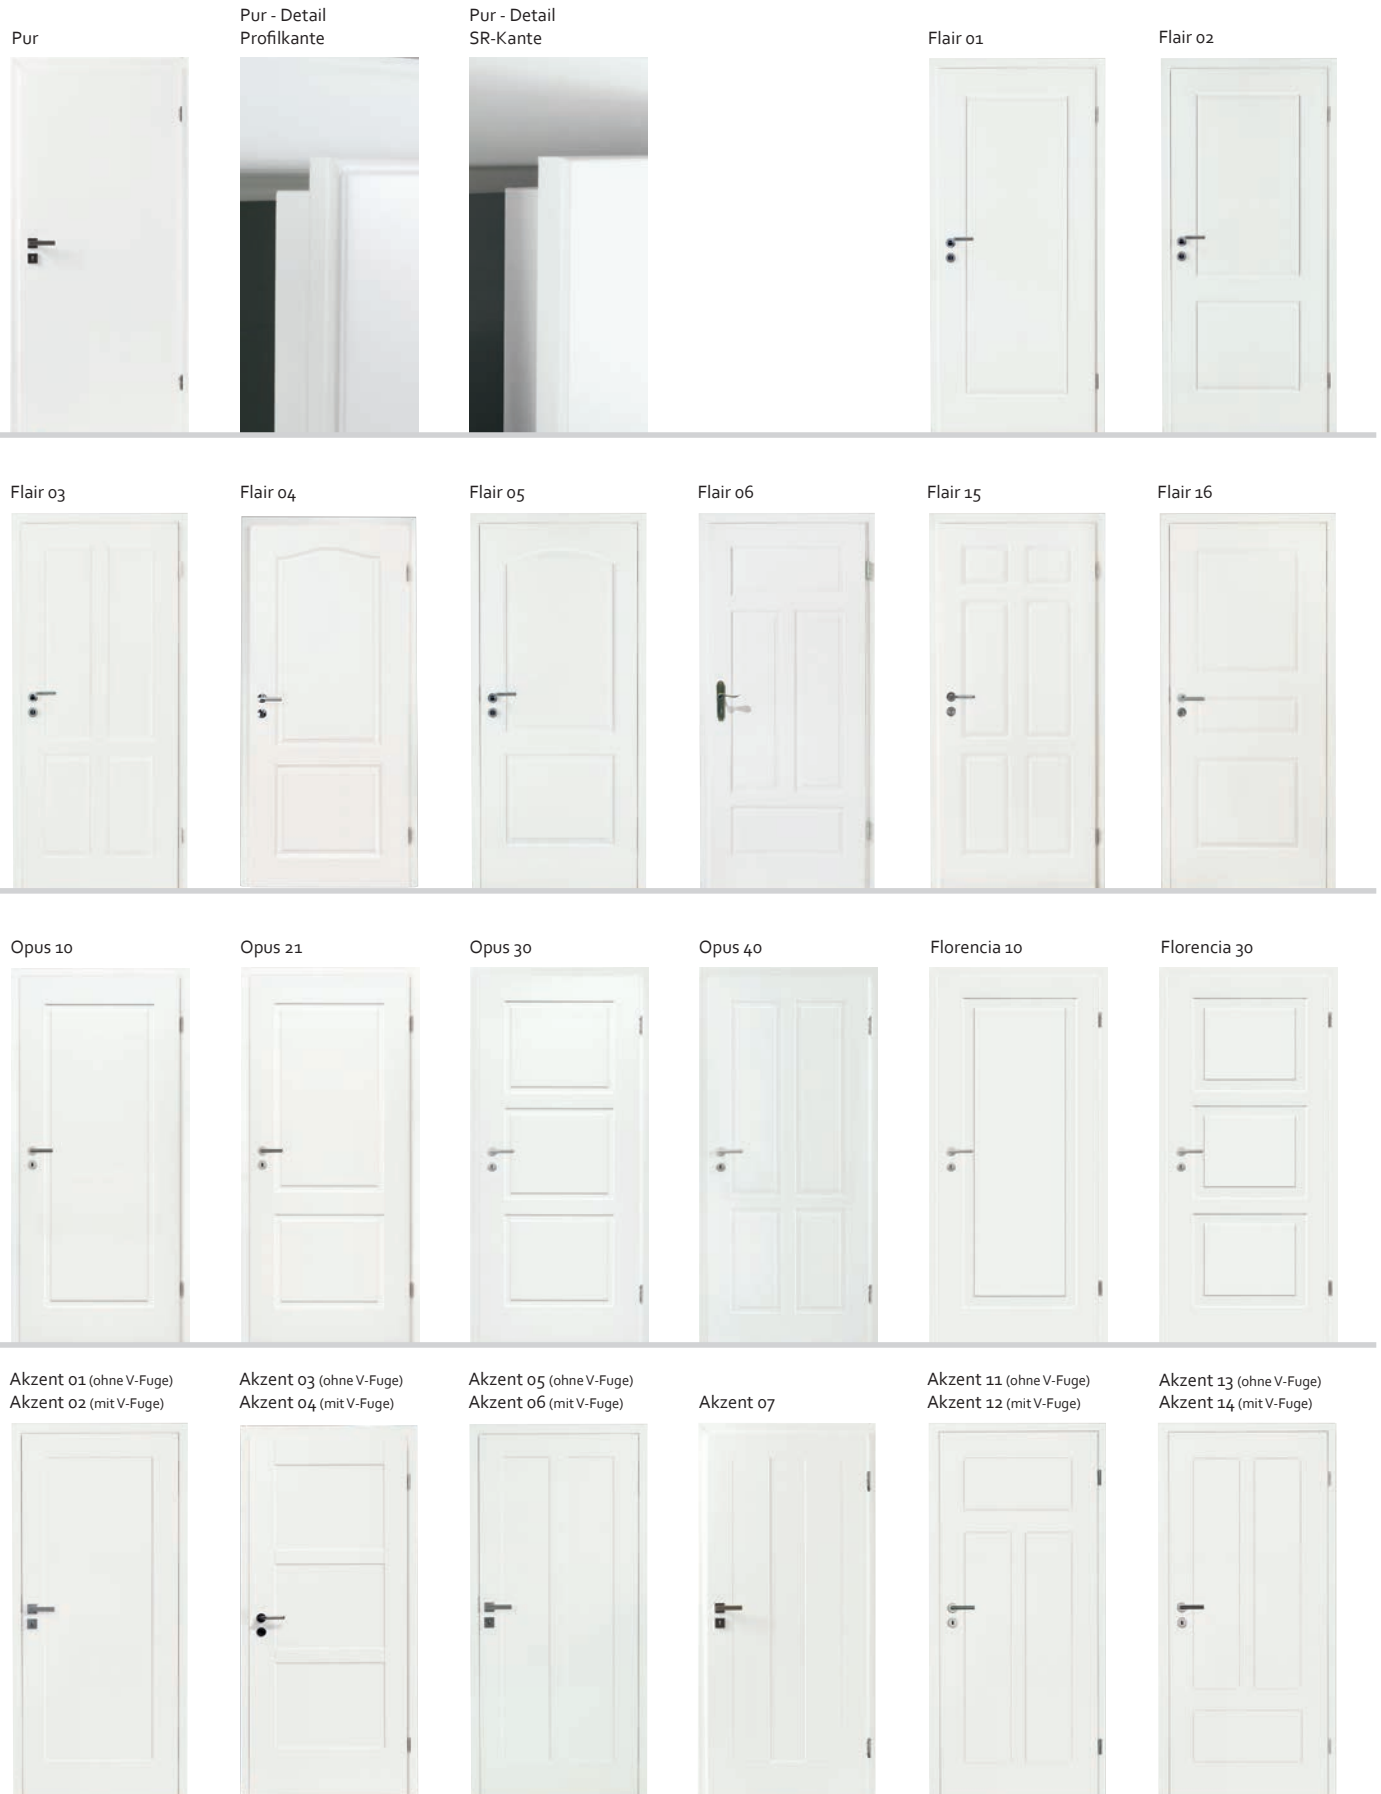 Pur
Pur - Detail
Profilkante
Pur - Detail
SR-Kante
Flair 01
Flair 02
Flair 03
Flair 04
Flair 05
Flair 06
Flair 15
Flair 16
Opus 10
Opus 21
Opus 30
Opus 40
Florencia 10
Florencia 30
Akzent 01 (ohne V-Fuge)
Akzent 02 (mit V-Fuge)
Akzent 03 (ohne V-Fuge)
Akzent 04 (mit V-Fuge)
Akzent 05 (ohne V-Fuge)
Akzent 06 (mit V-Fuge)
Akzent 07
Akzent 11 (ohne V-Fuge)
Akzent 12 (mit V-Fuge)
Akzent 13 (ohne V-Fuge)
Akzent 14 (mit V-Fuge)